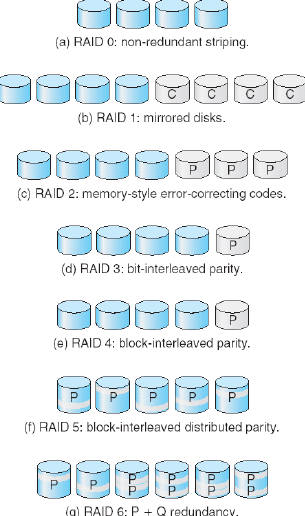 (a) RAID 0: non-redundant striping.
C C C C
(b) RAID 1: mirrored disks.
P P P
(c) RAID 2: memory-style error-correcting codes.
P
(d) RAID 3: bit-interleaved parity.
P
(e) RAID 4: block-interleaved parity.
P P P P P
(f) RAID 5: block-interleaved distributed parity.
P P P P P P
P P P P
(g) RAID 6: P + Q redundancy.